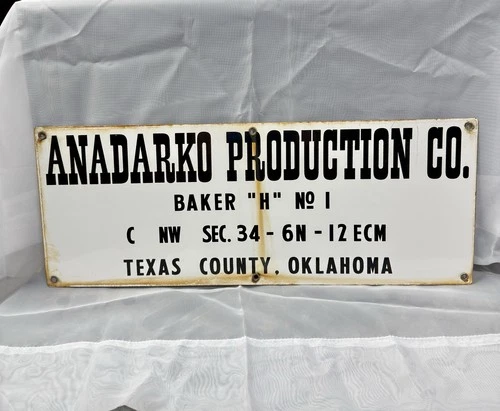 ANADARKO PRODUCTION CO.
BAKER "H" Nº 1
C NW SEC. 34 - 6N - 12 ECM
TEXAS COUNTY, OKLAHOMA